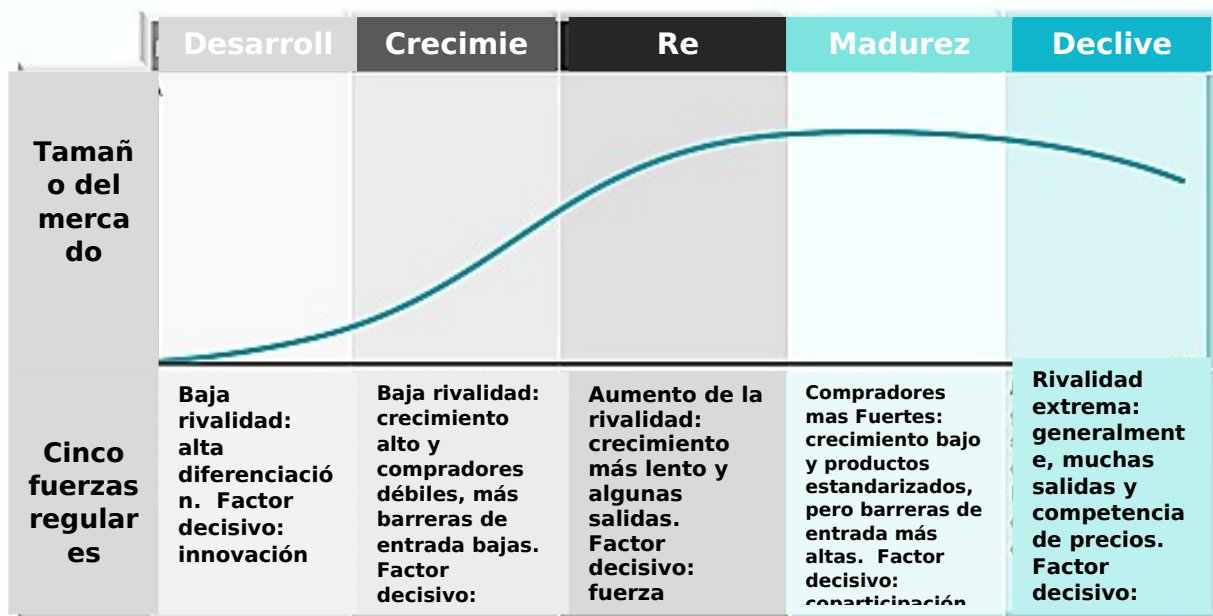 Desarroll
Crecimie
Re
Madurez
Declive
Tamañ
o del
merca
do
Cinco
fuerzas
regular
es
Baja
rivalidad:
alta
diferenciació
n. Factor
decisivo:
innovación
Baja rivalidad:
crecimiento
alto y
compradores
débiles, más
barreras de
entrada bajas.
Factor
decisivo:
Aumento de la
rivalidad:
crecimiento
más lento y
algunas
salidas.
Factor
decisivo:
fuerza
Compradores
mas Fuertes:
crecimiento bajo
y productos
estandarizados,
pero barreras de
entrada más
altas. Factor
decisivo:
coparticipación
Rivalidad
extrema:
generalment
e, muchas
salidas y
competencia
de precios.
Factor
decisivo: